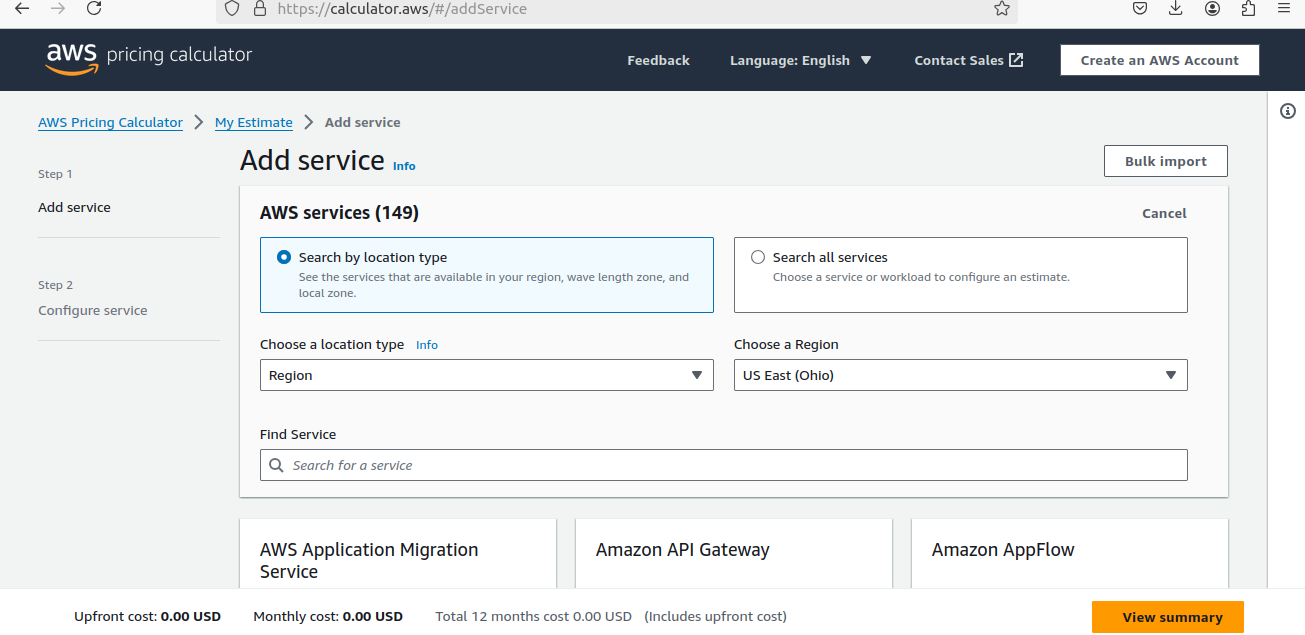 https://calculator.aws/#/addService
aws pricing calculator
Feedback
Language: English
Contact Sales
Create an AWS Account
AWS Pricing Calculator
My Estimate
Add service
Step 1
Add service
Step 2
Configure service
Add service Info
Bulk import
AWS services (149)
Cancel
Search by location type
See the services that are available in your region, wave length zone, and
local zone.
Search all services
Choose a service or workload to configure an estimate.
Choose a location type Info
Region
Choose a Region
US East (Ohio)
Find Service
Search for a service
AWS Application Migration
Service
Amazon API Gateway
Amazon AppFlow
Upfront cost: 0.00 USD
Monthly cost: 0.00 USD
Total 12 months cost 0.00 USD (Includes upfront cost)
View summary